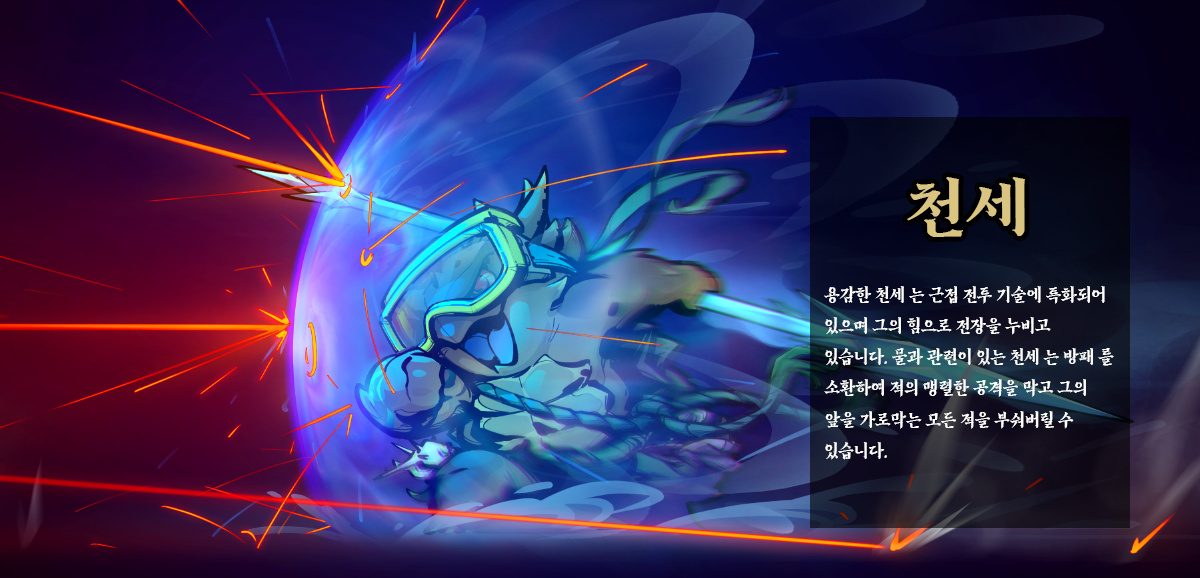 천세
용감한 천세 는 근접 전투 기술에 특화되어
있으며 그의 힘으로 전장을 누비고
있습니다. 물과 관련이 있는 천세 는 방패 를
소환하여 적의 맹렬한 공격을 막고 그의
앞을 가로막는 모든 적을 부숴버릴 수
있습니다.